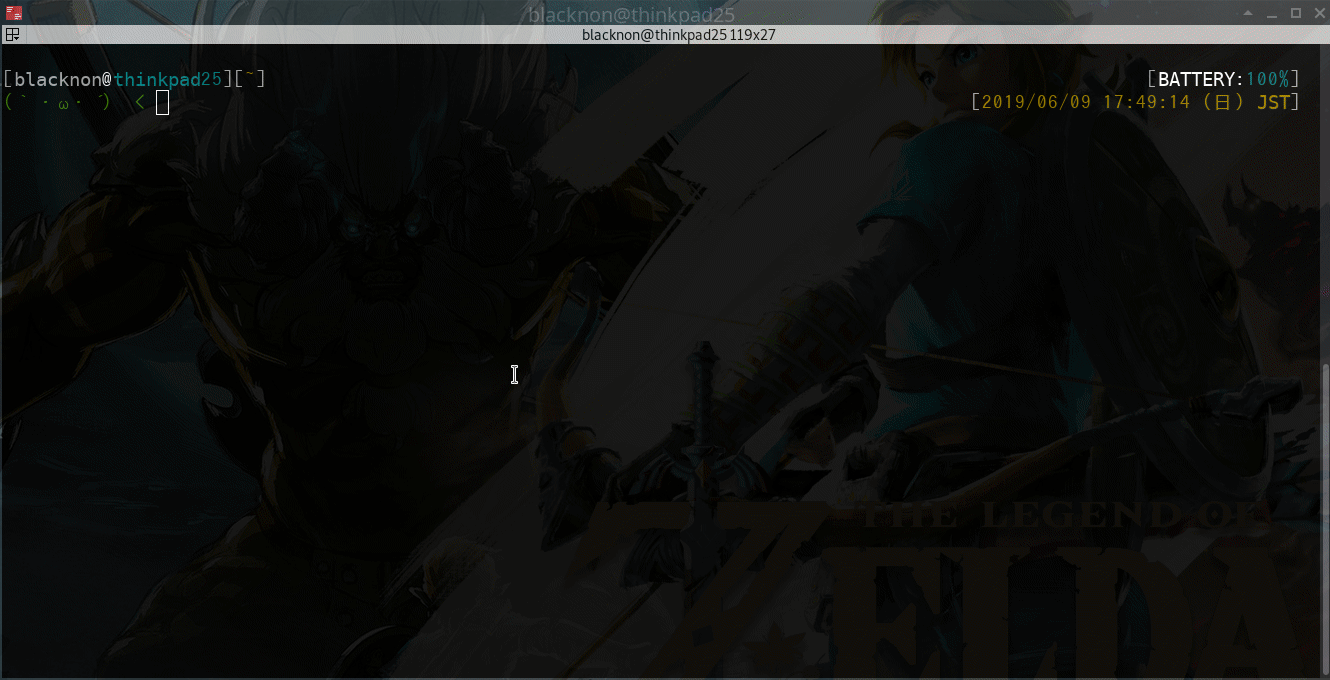 blacknon@thinkpad25
blacknon@thinkpad25 119x27
[blacknon@thinkpad25][~] [BATTERY:100%]
(｀・ω・´) < [2019/06/09 17:49:14 (日) JST]
THE LEGEND OF
ZELDA